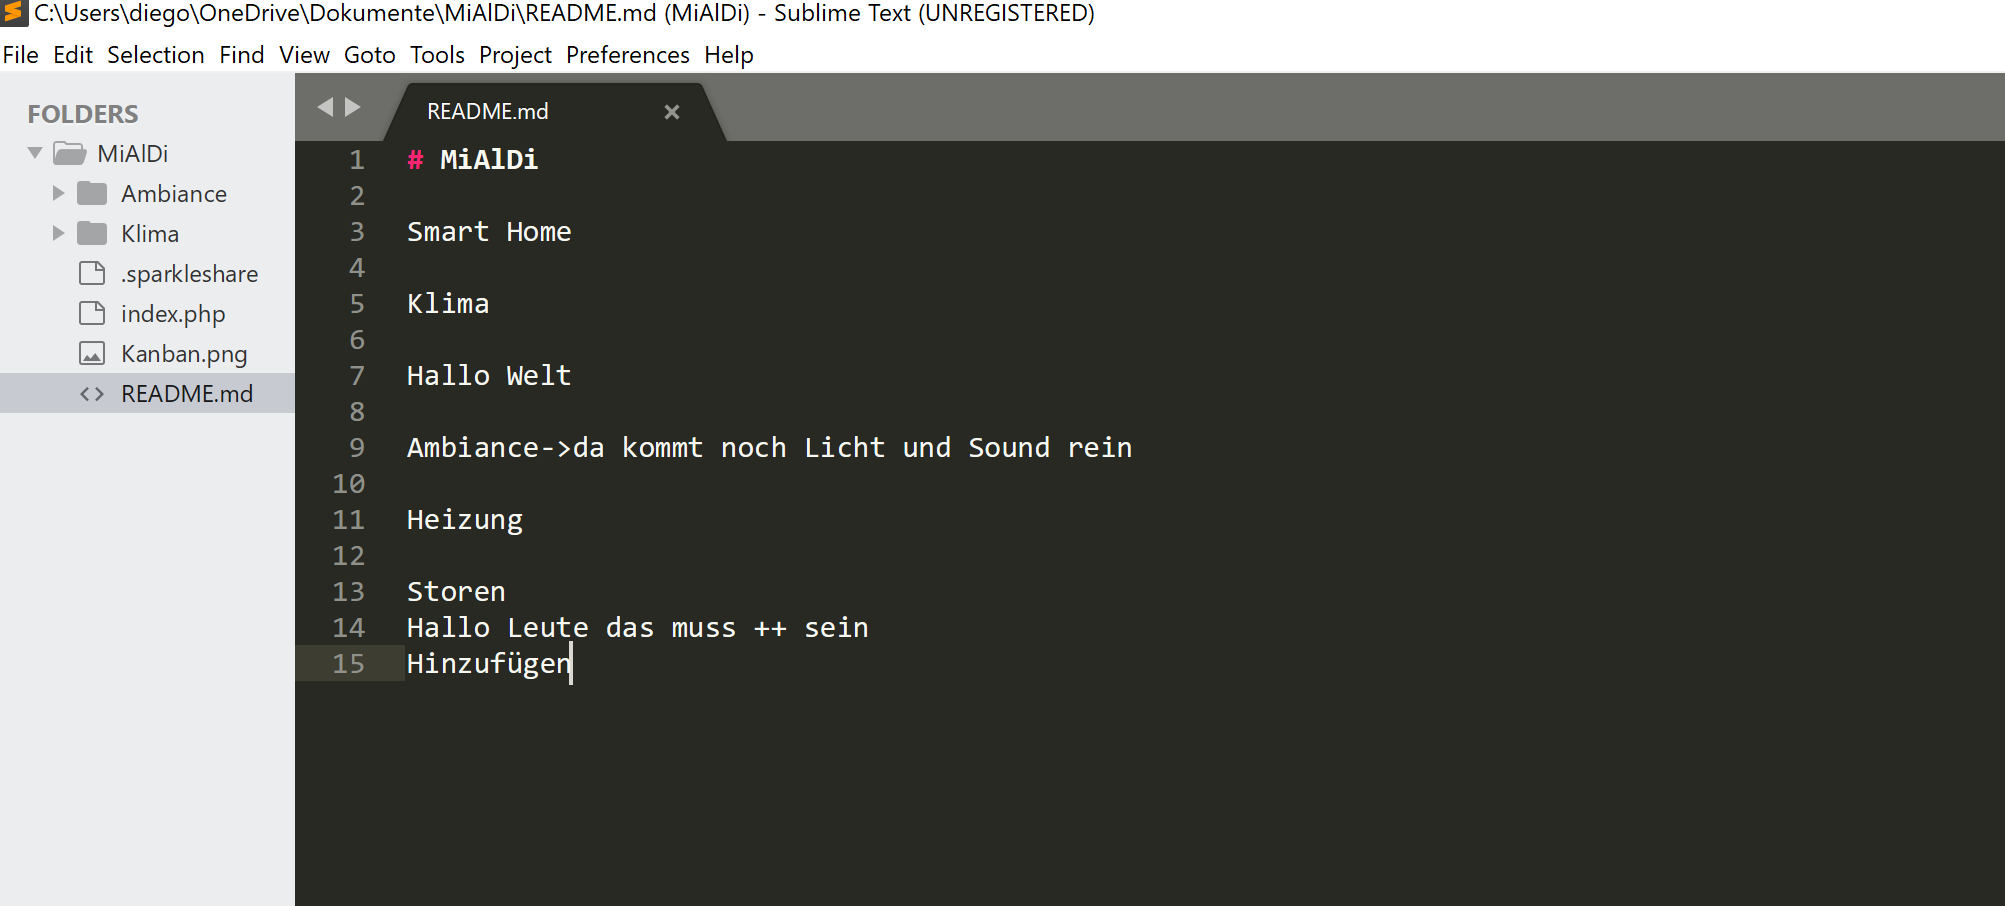 C:\Users\diego\OneDrive\Dokumente\MiAlDi\README.md (MiAlDi) - Sublime Text (UNREGISTERED)
File Edit Selection Find View Goto Tools Project Preferences Help
FOLDERS
MiAlDi
Ambiance
Klima
.sparkleshare
index.php
Kanban.png
README.md
README.md ×
1 # MiAlDi
2
3 Smart Home
4
5 Klima
6
7 Hallo Welt
8
9 Ambiance->da kommt noch Licht und Sound rein
10
11 Heizung
12
13 Storen
14 Hallo Leute das muss ++ sein
15 Hinzufügen